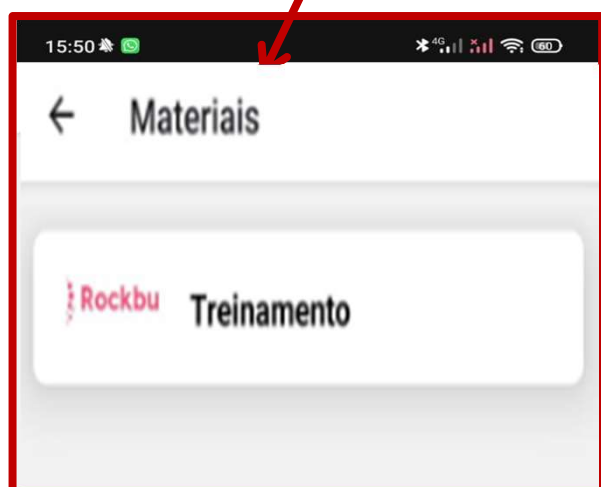 15:50 4G 60
← Materiais
Rockbu Treinamento